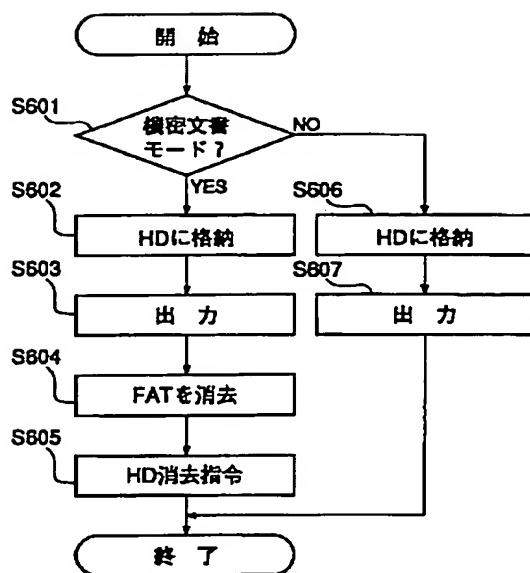 開 始
S601
機密文書
モード?
NO
YES
S602
HDに格納
S606
HDに格納
S603
出 力
S607
出 力
S604
FATを消去
S605
HD消去指令
終 了